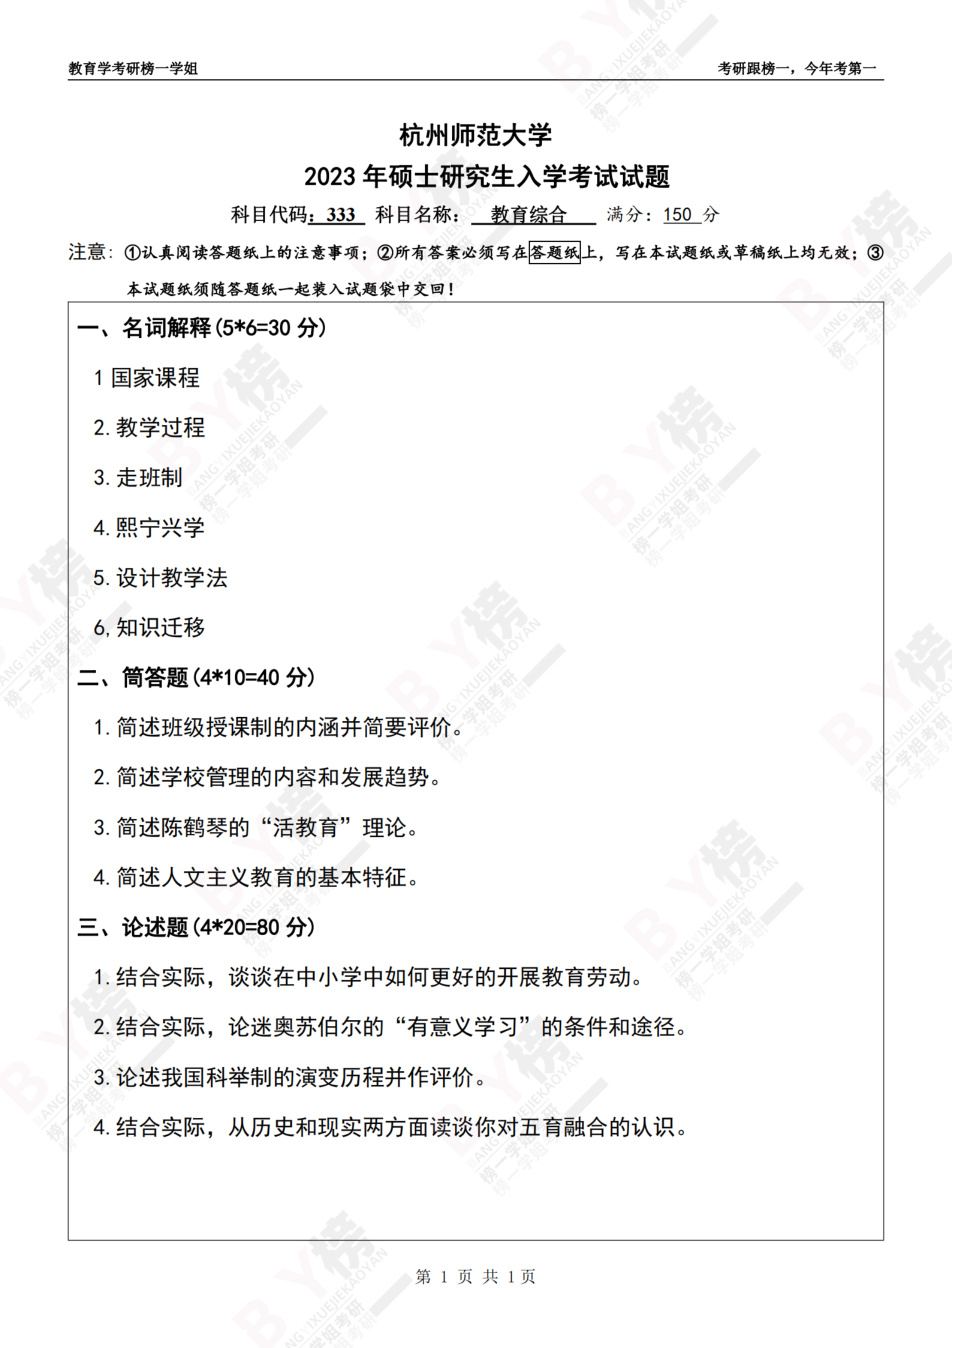 教育学考研榜一学姐 考研跟榜一，今年考第一
杭州师范大学
2023 年硕士研究生入学考试试题
科目代码：333 科目名称： 教育综合 满分：150 分
注意：①认真阅读答题纸上的注意事项；②所有答案必须写在答题纸上，写在本试题纸或草稿纸上均无效；③
本试题纸须随答题纸一起装入试题袋中交回！
一、名词解释(5*6=30 分)
1 国家课程
2.教学过程
3.走班制
4.熙宁兴学
5.设计教学法
6,知识迁移
二、简答题(4*10=40 分)
1.简述班级授课制的内涵并简要评价。
2.简述学校管理的内容和发展趋势。
3.简述陈鹤琴的“活教育”理论。
4.简述人文主义教育的基本特征。
三、论述题(4*20=80 分)
1.结合实际，谈谈在中小学中如何更好的开展教育劳动。
2.结合实际，论迷奥苏伯尔的“有意义学习”的条件和途径。
3.论述我国科举制的演变历程并作评价。
4.结合实际，从历史和现实两方面读谈你对五育融合的认识。
第 1 页 共 1 页